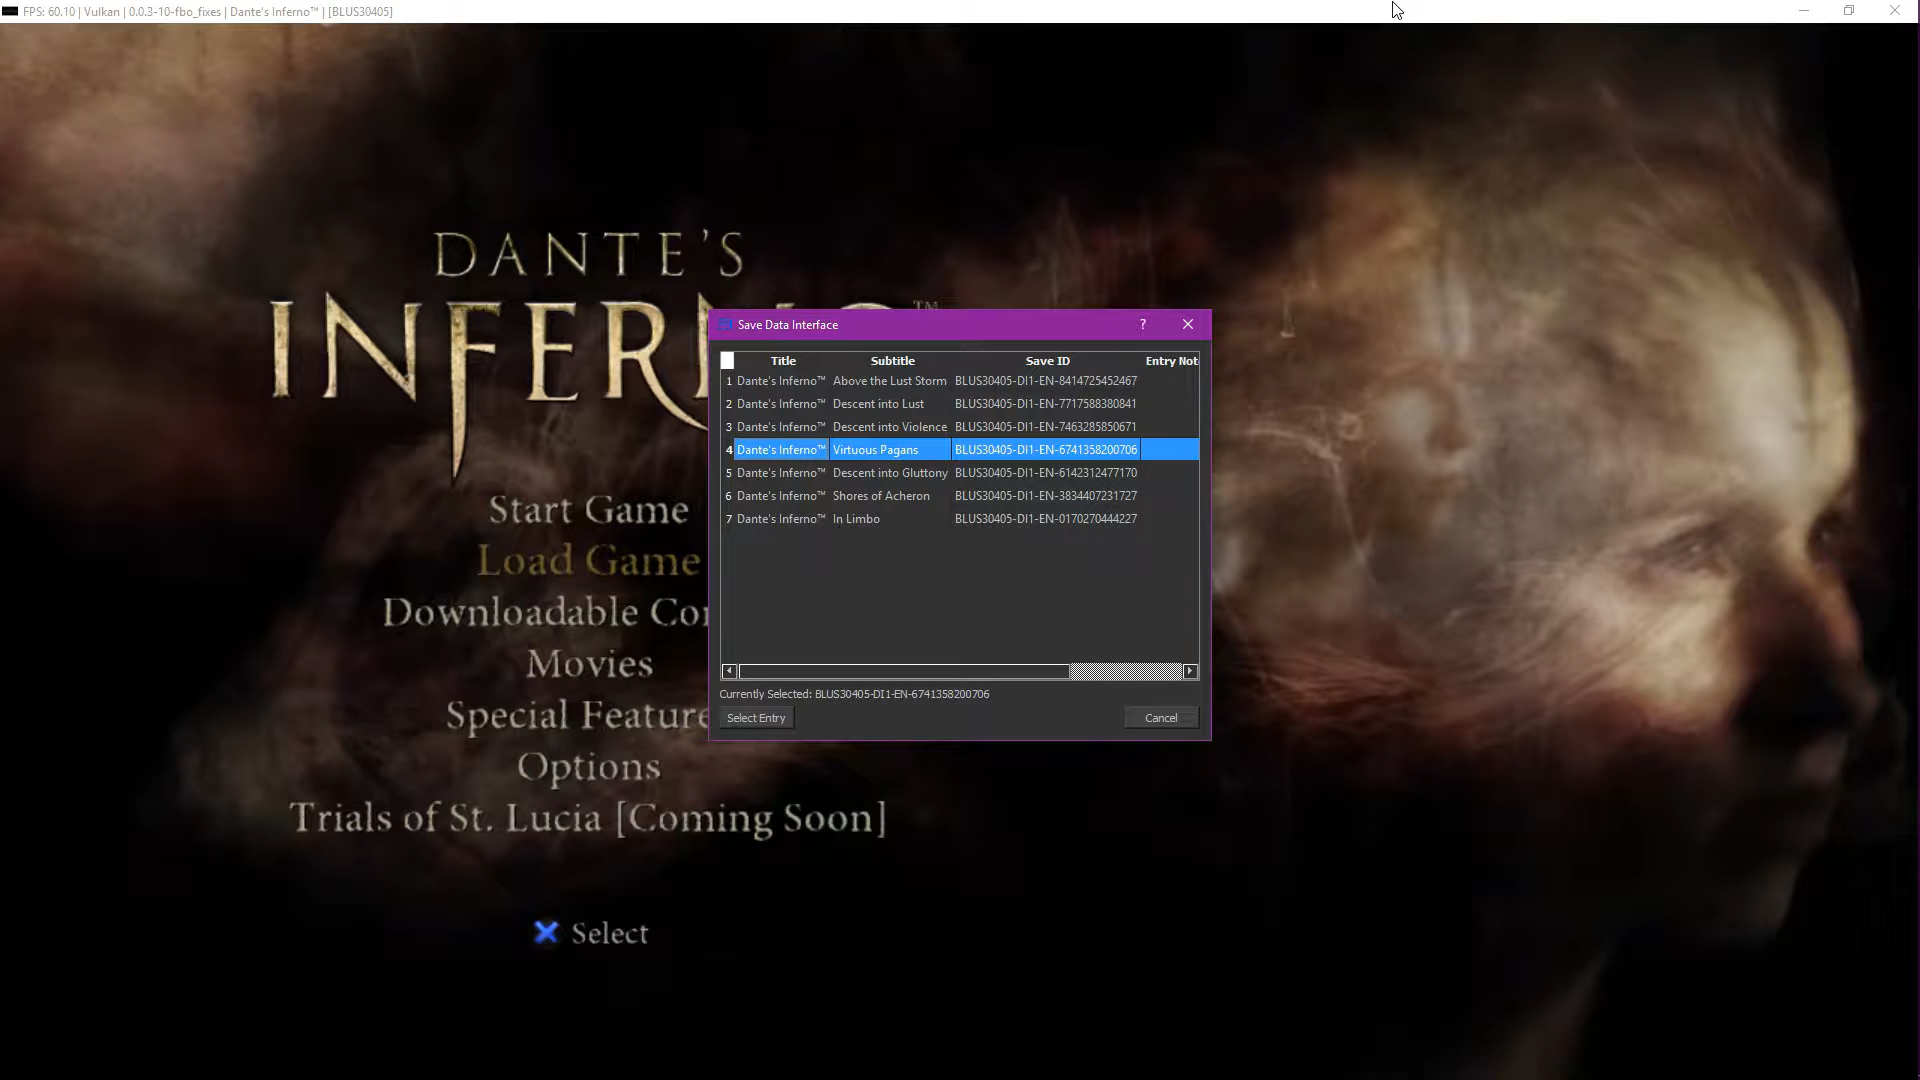 FPS: 60.10 | Vulkan | 0.0.3-10-fbo_fixes | Dante's Inferno™ | [BLUS30405]
DANTE'S
TM
Save Data Interface ?
Title Subtitle Save ID Entry Not
1 Dante's Inferno™ Above the Lust Storm BLUS30405-DI1-EN-8414725452467
2 Dante's Inferno™ Descent into Lust BLUS30405-DI1-EN-7717588380841
3 Dante's Inferno™ Descent into Violence BLUS30405-DI1-EN-7463285850671
4 Dante's Inferno™ Virtuous Pagans BLUS30405-DI1-EN-6741358200706
5 Dante's Inferno™ Descent into Gluttony BLUS30405-DI1-EN-6142312477170
6 Dante's Inferno™ Shores of Acheron BLUS30405-DI1-EN-3834407231727
7 Dante's Inferno™ In Limbo BLUS30405-DI1-EN-0170270444227
Currently Selected: BLUS30405-DI1-EN-6741358200706
Select Entry Cancel
Start Game
Load Game
Downloadable Co
Movies
Special Feature
Options
Trials of St. Lucia [Coming Soon]
Select